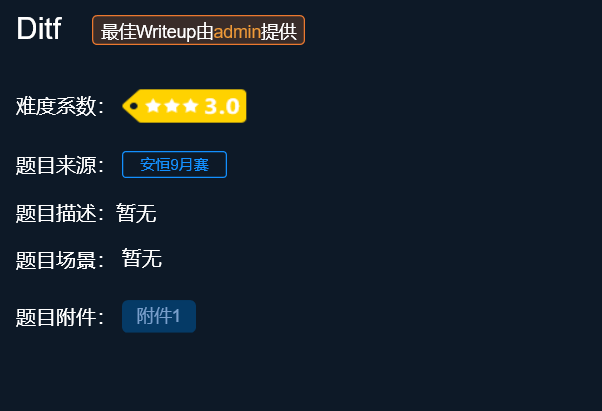 Ditf 最佳Writeup由admin提供
难度系数： 3.0
题目来源： 安恒9月赛
题目描述：暂无
题目场景： 暂无
题目附件： 附件1